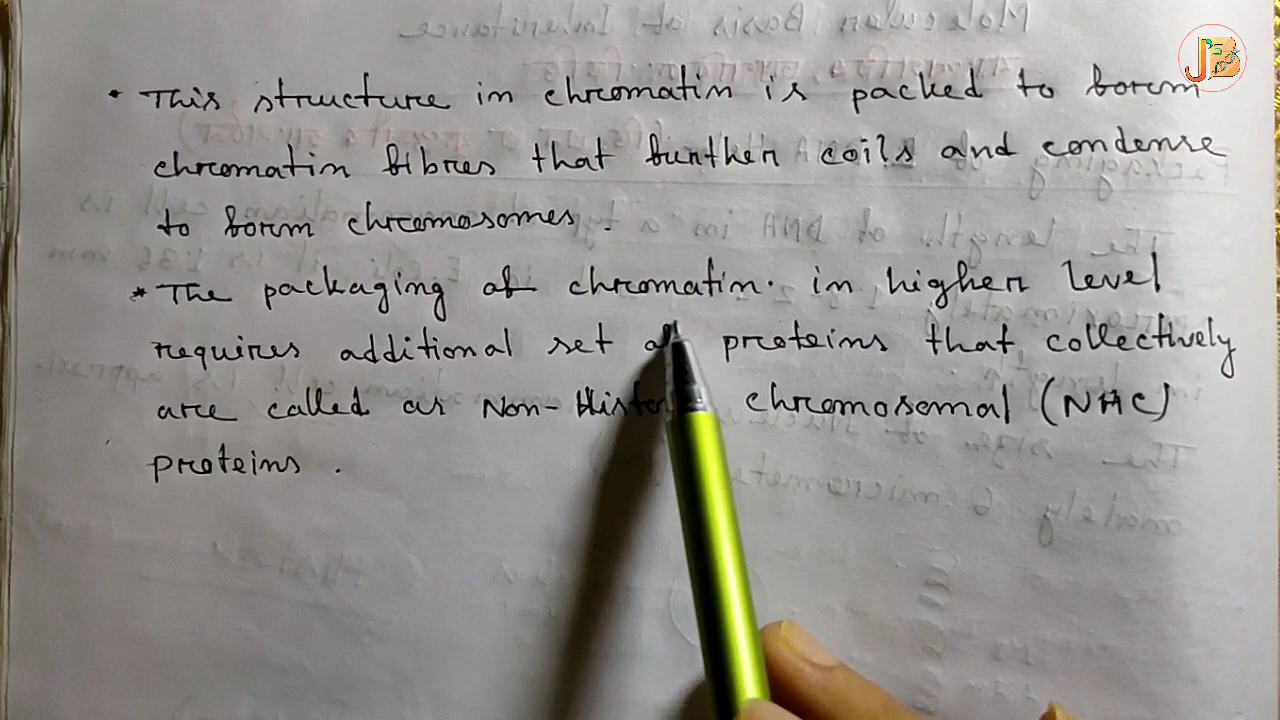 • This structure in chromatin is packed to form
chromatin fibres that further coils and condense
to form chromosomes.
* The packaging of chromatin. in higher level
requires additional set of proteins that collectively
are called as Non-Histone chromosomal (NHC)
proteins.